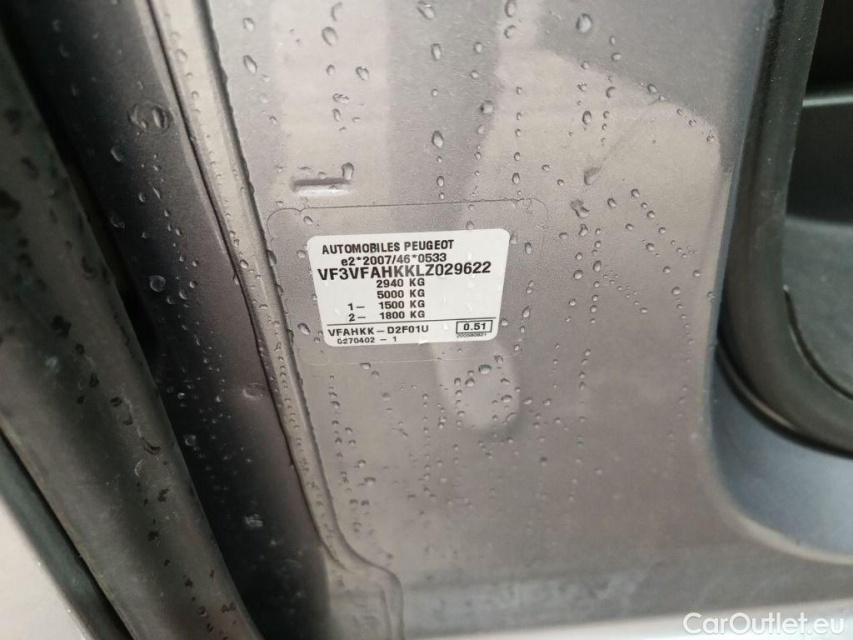 AUTOMOBILES PEUGEOT
e2*2007/46*0533
VF3VFAHKKLZ029622
2940 KG
5000 KG
1- 1500 KG
2- 1800 KG
VFAHKK-D2F01U 0.51
0270402-1
CarOutlet.eu